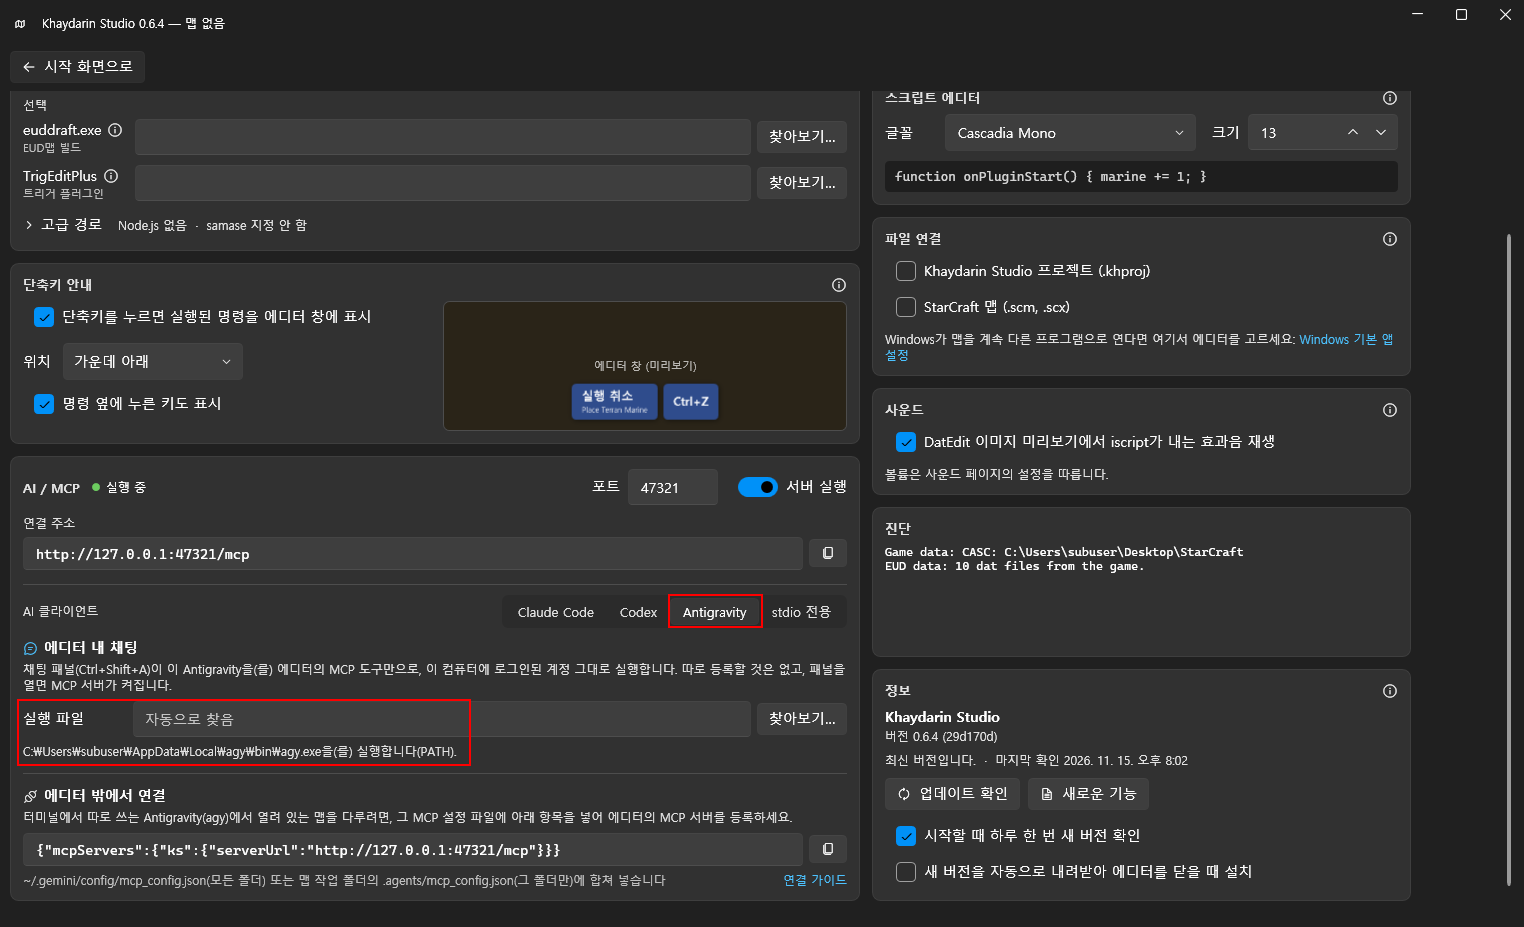 Khaydarin Studio 0.6.4 — 맵 없음
시작 화면으로
선택
euddraft.exe
EUD맵 빌드
찾아보기...
TrigEditPlus
트리거 플러그인
찾아보기...
고급 경로 Node.js 없음 · samase 지정 안 함
단축키 안내
단축키를 누르면 실행된 명령을 에디터 창에 표시
위치 가운데 아래
명령 옆에 누른 키도 표시
에디터 창 (미리보기)
실행 취소
Place Terran Marine
Ctrl+Z
AI / MCP 실행 중
포트 47321 서버 실행
연결 주소
http://127.0.0.1:47321/mcp
AI 클라이언트
Claude Code Codex Antigravity stdio 전용
에디터 내 채팅
채팅 패널(Ctrl+Shift+A)이 이 Antigravity을(를) 에디터의 MCP 도구만으로, 이 컴퓨터에 로그인된 계정 그대로 실행합니다. 따로 등록할 것은 없고, 패널을
열면 MCP 서버가 켜집니다.
실행 파일 자동으로 찾음 찾아보기...
C:₩Users₩subuser₩AppData₩Local₩agy₩bin₩agy.exe을(를) 실행합니다(PATH).
에디터 밖에서 연결
터미널에서 따로 쓰는 Antigravity(agy)에서 열려 있는 맵을 다루려면, 그 MCP 설정 파일에 아래 항목을 넣어 에디터의 MCP 서버를 등록하세요.
{"mcpServers":{"ks":{"serverUrl":"http://127.0.0.1:47321/mcp"}}}
~/.gemini/config/mcp_config.json(모든 폴더) 또는 맵 작업 폴더의 .agents/mcp_config.json(그 폴더만)에 합쳐 넣습니다 연결 가이드
스크립트 에디터
글꼴 Cascadia Mono 크기 13
function onPluginStart() { marine += 1; }
파일 연결
Khaydarin Studio 프로젝트 (.khproj)
StarCraft 맵 (.scm, .scx)
Windows가 맵을 계속 다른 프로그램으로 연다면 여기서 에디터를 고르세요: Windows 기본 앱
설정
사운드
DatEdit 이미지 미리보기에서 iscript가 내는 효과음 재생
볼륨은 사운드 페이지의 설정을 따릅니다.
진단
Game data: CASC: C:\Users\subuser\Desktop\StarCraft
EUD data: 10 dat files from the game.
정보
Khaydarin Studio
버전 0.6.4 (29d170d)
최신 버전입니다. · 마지막 확인 2026. 11. 15. 오후 8:02
업데이트 확인 새로운 기능
시작할 때 하루 한 번 새 버전 확인
새 버전을 자동으로 내려받아 에디터를 닫을 때 설치